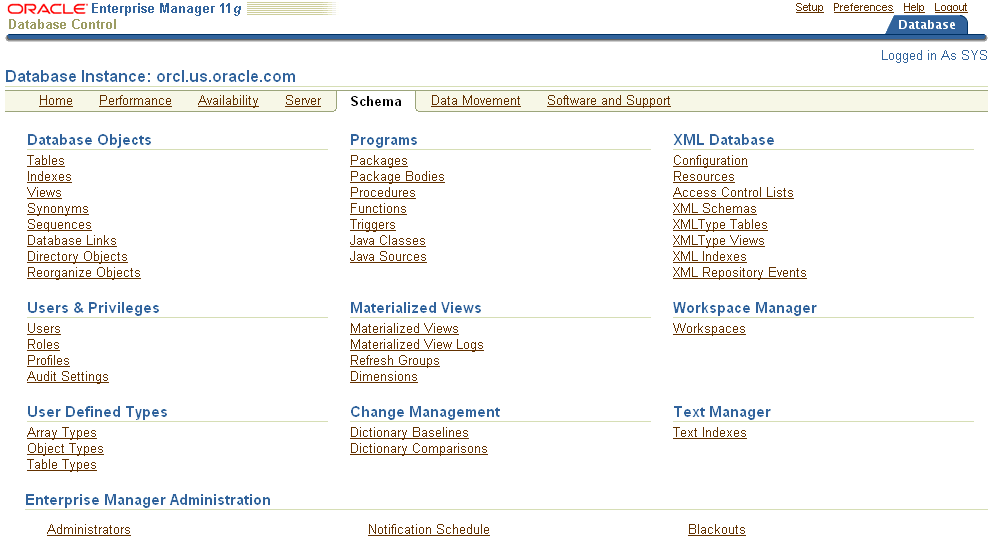 ORACLE Enterprise Manager 11g
Database Control
Setup Preferences Help Logout
Database
Logged in As SYS
Database Instance: orcl.us.oracle.com
Home Performance Availability Server Schema Data Movement Software and Support
Database Objects
Tables
Indexes
Views
Synonyms
Sequences
Database Links
Directory Objects
Reorganize Objects
Programs
Packages
Package Bodies
Procedures
Functions
Triggers
Java Classes
Java Sources
XML Database
Configuration
Resources
Access Control Lists
XML Schemas
XMLType Tables
XMLType Views
XML Indexes
XML Repository Events
Users & Privileges
Users
Roles
Profiles
Audit Settings
Materialized Views
Materialized Views
Materialized View Logs
Refresh Groups
Dimensions
Workspace Manager
Workspaces
User Defined Types
Array Types
Object Types
Table Types
Change Management
Dictionary Baselines
Dictionary Comparisons
Text Manager
Text Indexes
Enterprise Manager Administration
Administrators Notification Schedule Blackouts